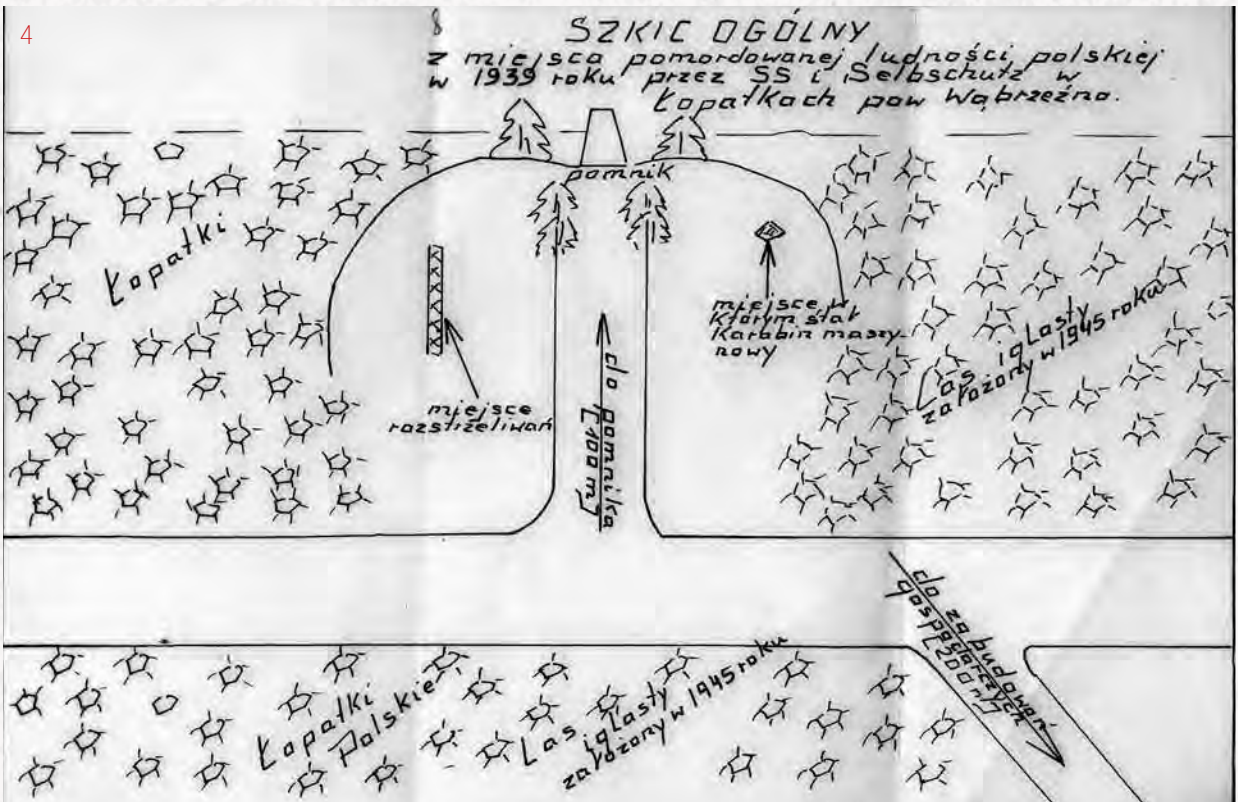 4
8
SZKIC OGÓLNY
z miejsca pomordowanej ludności polskiej
w 1939 roku przez SS i Selbschutz w
Łopatkach pow Wąbrzeźno.
pomnik
Łopatki
miejsce w
którym stał
Karabin maszy-
nowy
miejsce
rozstrzeliwań
do pomnika
[100 m]
Las iglasty
założony w 1945 roku
do zabudowań
gospodarczych
[200 m]
Łopatki
Polskie
Las iglasty
założony w 1945 roku